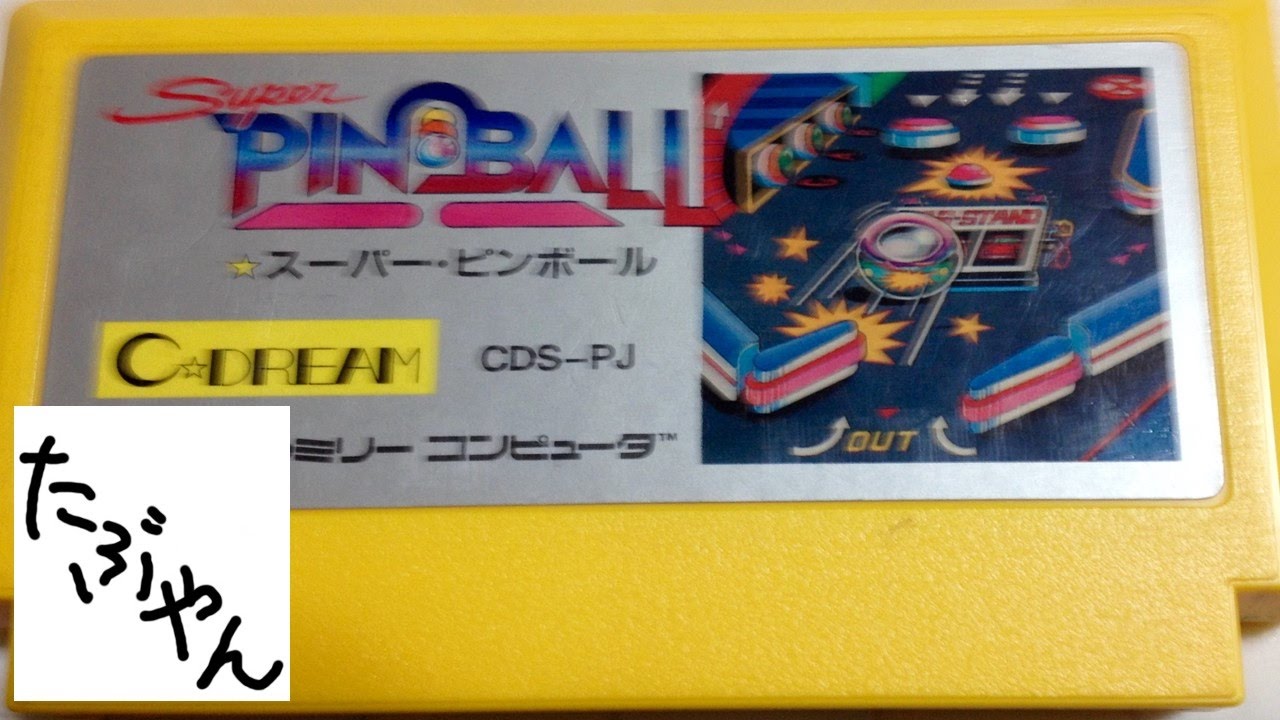 Super
PINBALL
☆スーパー・ピンボール
C☆DREAM
CDS-PJ
ミリー コンピュータ™
OUT
たぶやん